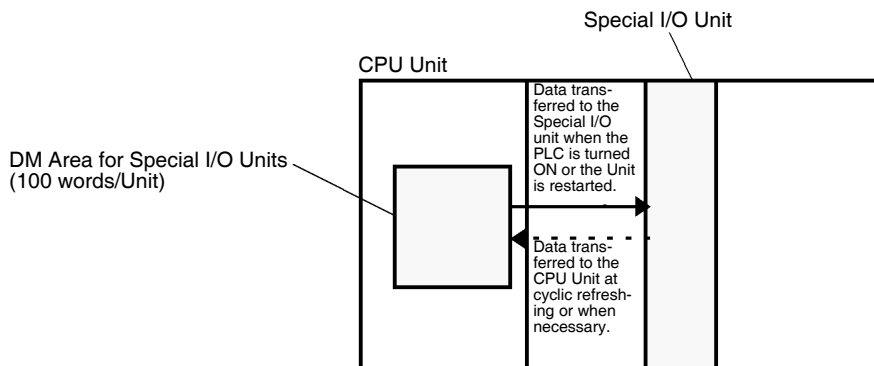 Special I/O Unit
CPU Unit
Data trans-
ferred to the
Special I/O
unit when the
PLC is turned
ON or the Unit
is restarted.
DM Area for Special I/O Units
(100 words/Unit)
Data trans-
ferred to the
CPU Unit at
cyclic refresh-
ing or when
necessary.